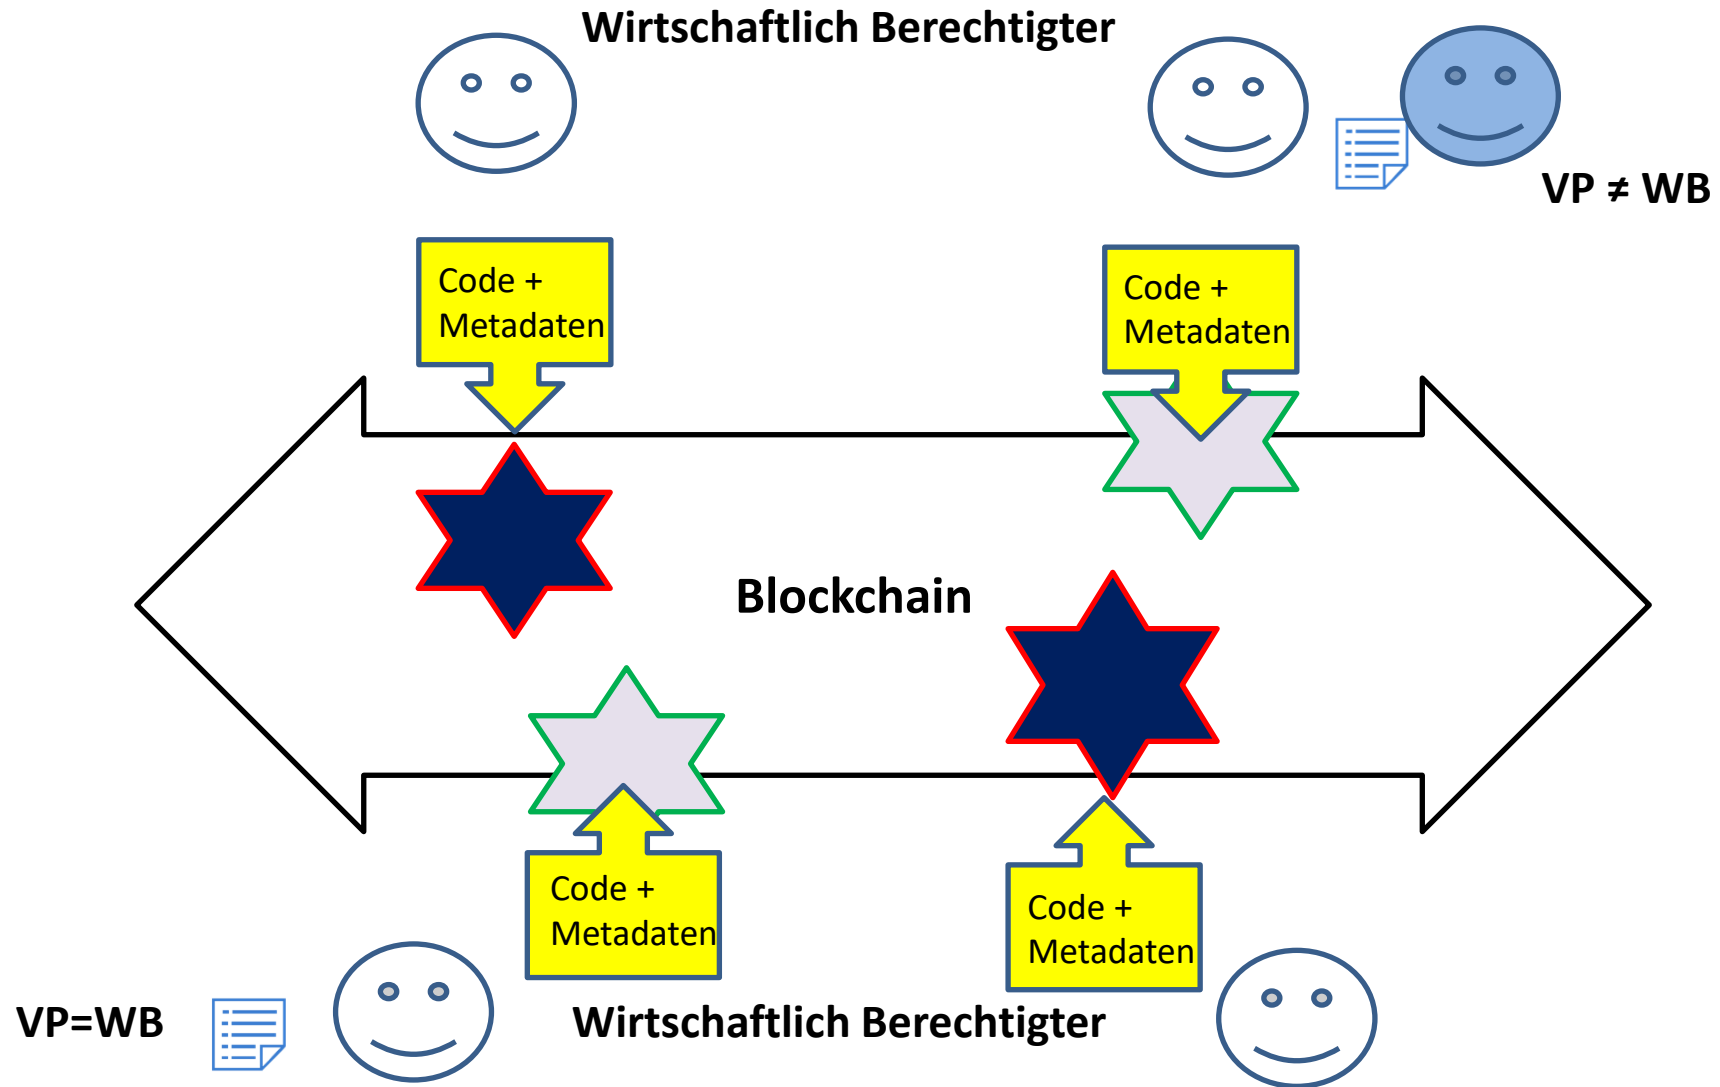 Wirtschaftlich Berechtigter
VP ≠ WB
Code +
Metadaten
Code +
Metadaten
Blockchain
Code +
Metadaten
Code +
Metadaten
VP=WB
Wirtschaftlich Berechtigter